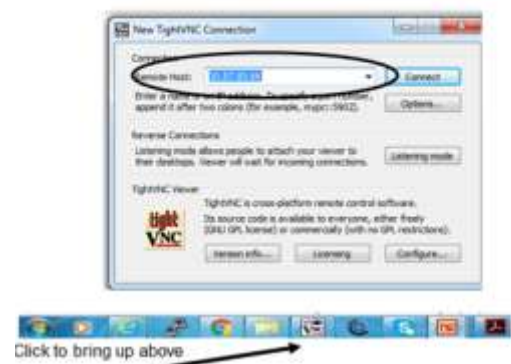 New TightVNC Connection
Remote Host:
Connect
Enter a name or an IP address. To specify a port number,
append it after two colons (for example, mypc::5902).
Options...
Reverse Connections
Listening mode allows people to attach your viewer to
Listening mode
their desktops. Viewer will wait for incoming connections.
TightVNC Viewer
TightVNC is cross-platform remote control software.
Its source code is available to everyone, either freely
(GNU GPL license) or commercially (with no GPL restrictions).
tight
VNC
Version info...
Licensing
Configure...
Click to bring up above